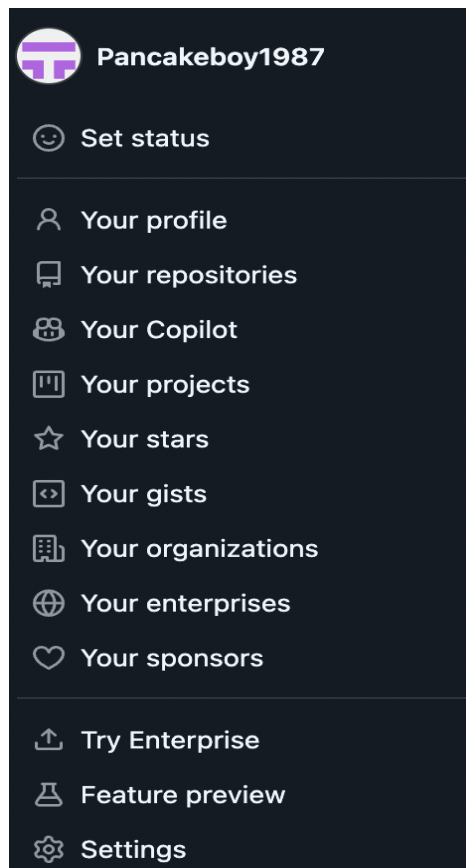 Pancakeboy1987
Set status
Your profile
Your repositories
Your Copilot
Your projects
Your stars
Your gists
Your organizations
Your enterprises
Your sponsors
Try Enterprise
Feature preview
Settings